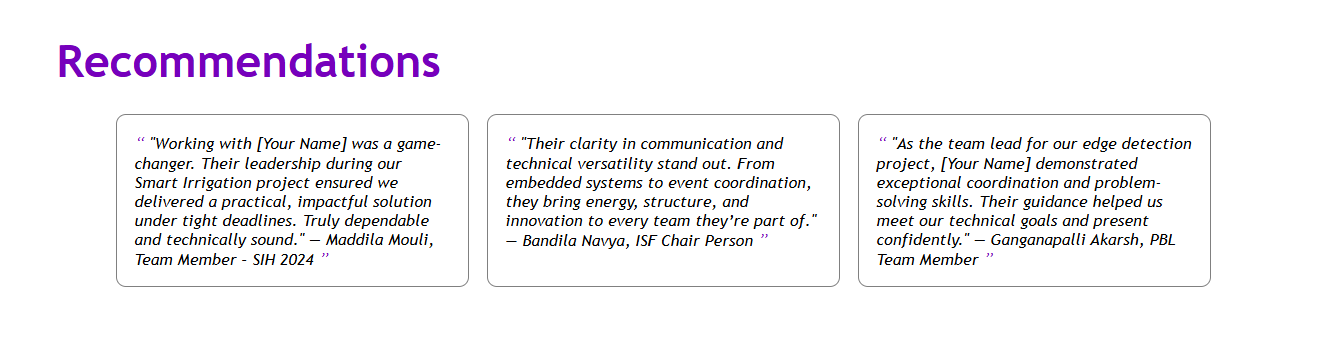 Recommendations
“ "Working with [Your Name] was a game-
changer. Their leadership during our
Smart Irrigation project ensured we
delivered a practical, impactful solution
under tight deadlines. Truly dependable
and technically sound." — Maddila Mouli,
Team Member – SIH 2024 ”
“ "Their clarity in communication and
technical versatility stand out. From
embedded systems to event coordination,
they bring energy, structure, and
innovation to every team they’re part of."
— Bandila Navya, ISF Chair Person ”
“ "As the team lead for our edge detection
project, [Your Name] demonstrated
exceptional coordination and problem-
solving skills. Their guidance helped us
meet our technical goals and present
confidently." — Ganganapalli Akarsh, PBL
Team Member ”